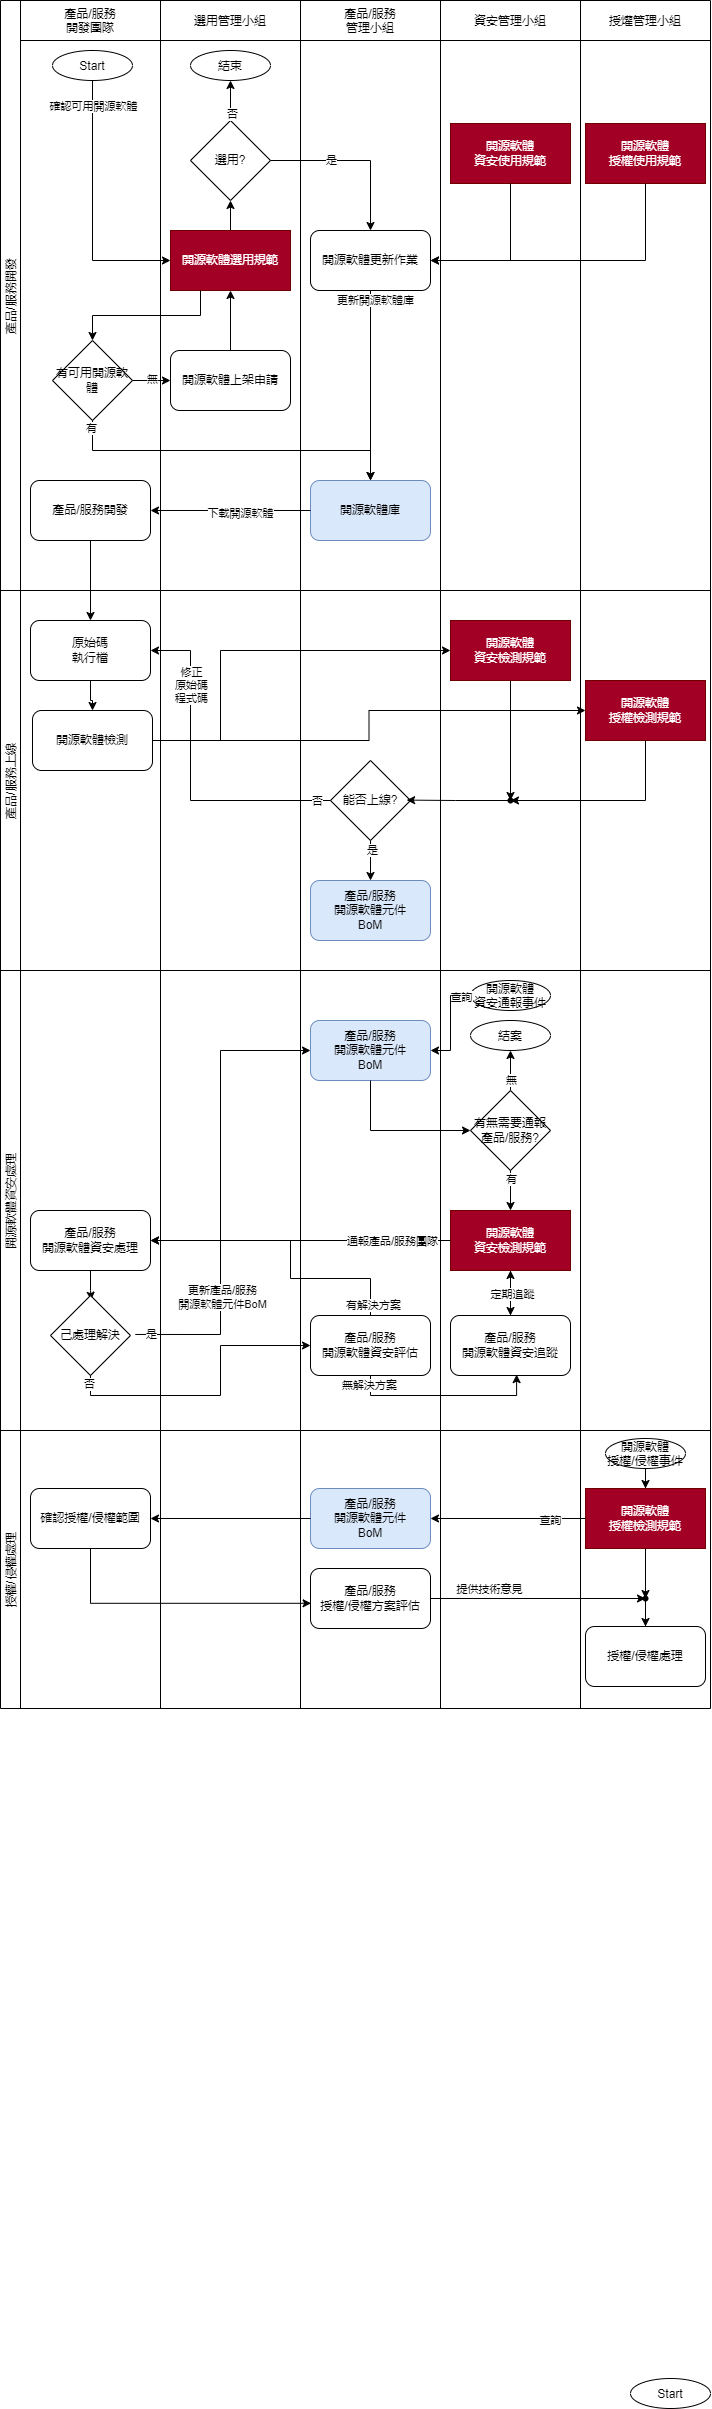 產品/服務
開發團隊
選用管理小組
產品/服務
管理小組
資安管理小組
授權管理小組
產品/服務開發
Start
結束
確認可用開源軟體
否
選用?
是
開源軟體
資安使用規範
開源軟體
授權使用規範
開源軟體選用規範
開源軟體更新作業
更新開源軟體庫
有可用開源軟
體
無
開源軟體上架申請
有
產品/服務開發
下載開源軟體
開源軟體庫
產品/服務上線
原始碼
執行檔
修正
原始碼
程式碼
開源軟體
資安檢測規範
開源軟體
授權檢測規範
開源軟體檢測
否
能否上線?
是
產品/服務
開源軟體元件
BoM
開源軟體資安處理
查詢
開源軟體
資安通報事件
產品/服務
開源軟體元件
BoM
結案
無
有無需要通報
產品/服務?
有
產品/服務
開源軟體資安處理
通報產品/服務團隊
開源軟體
資安檢測規範
更新產品/服務
開源軟體元件BoM
定期追蹤
有解決方案
己處理解決
是
產品/服務
開源軟體資安評估
產品/服務
開源軟體資安追蹤
否
無解決方案
授權/侵權處理
開源軟體
授權/侵權事件
確認授權/侵權範圍
產品/服務
開源軟體元件
BoM
查詢
開源軟體
授權檢測規範
產品/服務
授權/侵權方案評估
提供技術意見
授權/侵權處理
Start